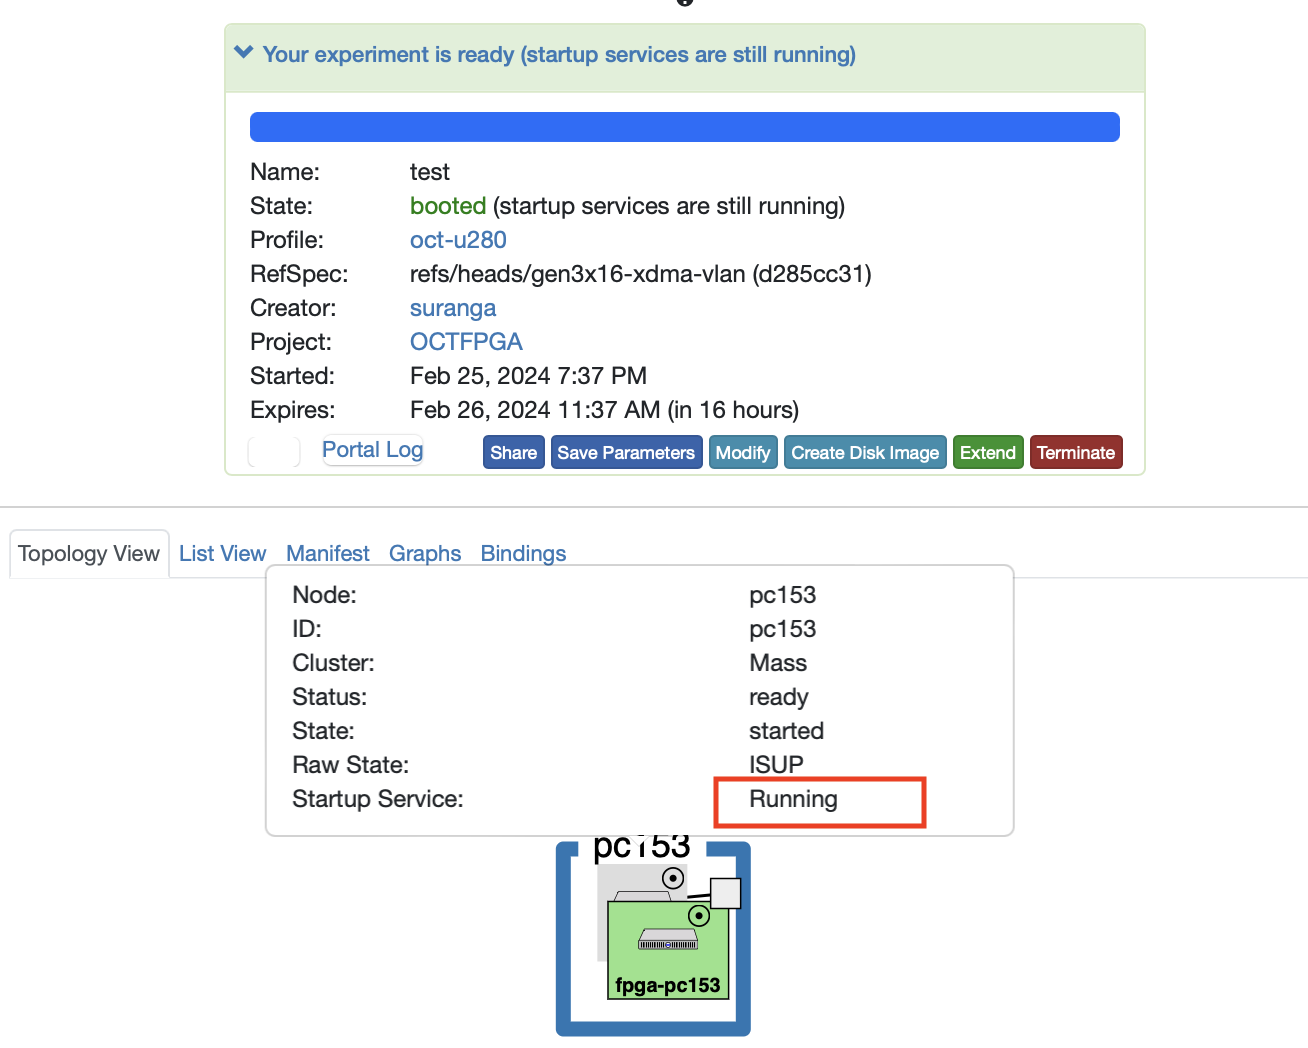 Your experiment is ready (startup services are still running)
Name: test
State: booted (startup services are still running)
Profile: oct-u280
RefSpec: refs/heads/gen3x16-xdma-vlan (d285cc31)
Creator: suranga
Project: OCTFPGA
Started: Feb 25, 2024 7:37 PM
Expires: Feb 26, 2024 11:37 AM (in 16 hours)
Portal Log Share Save Parameters Modify Create Disk Image Extend Terminate
Topology View List View Manifest Graphs Bindings
Node: pc153
ID: pc153
Cluster: Mass
Status: ready
State: started
Raw State: ISUP
Startup Service: Running
pc153
fpga-pc153